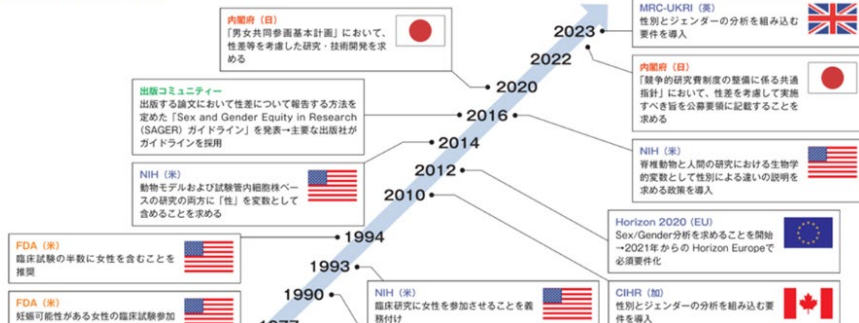 MRC-UKRI（英）
性別とジェンダーの分析を組み込む
要件を導入
内閣府（日）
「男女共同参画基本計画」において、
性差等を考慮した研究・技術開発を求
める
2023
2022
内閣府（日）
「競争的研究費制度の整備に係る共通
指針」において、性差を考慮して実施
すべき旨を公募要領に記載することを
求める
2020
出版コミュニティー
出版する論文において性差について報告する方法を
定めた「Sex and Gender Equity in Research
(SAGER）ガイドライン」を発表→主要な出版社が
ガイドラインを採用
2016
2014
NIH（米）
脊椎動物と人間の研究における生物学
的変数として性別による違いの説明を
求める政策を導入
NIH（米）
動物モデルおよび試験管内細胞株ベー
スの研究の両方に「性」を変数として
含めることを求める
2012
2010
Horizon 2020 (EU)
Sex/Gender分析を求めることを開始
→2021年からの Horizon Europeで
必須要件化
1994
FDA（米）
臨床試験の半数に女性を含むことを
推奨
1993
1990
NIH（米）
臨床研究に女性を参加させることを義
務付け
CIHR（加）
性別とジェンダーの分析を組み込む要
件を導入
FDA（米）
妊娠可能性がある女性の臨床試験参加
1977